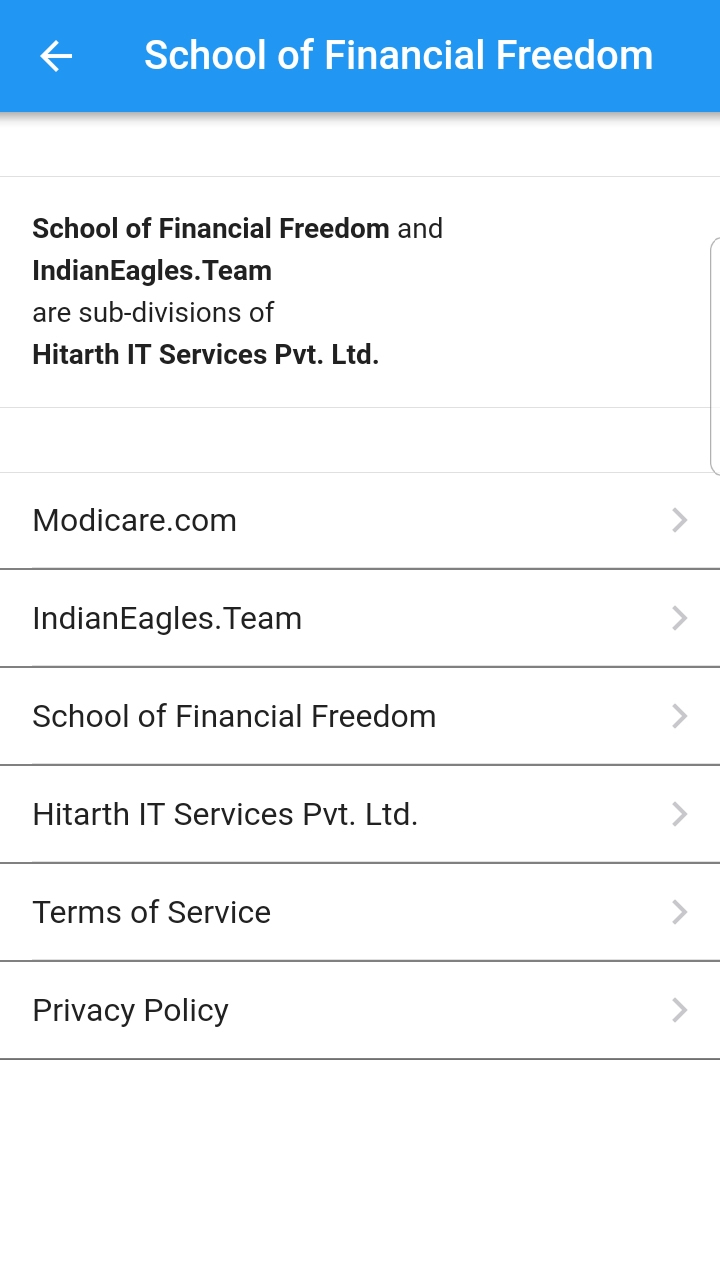 School of Financial Freedom
School of Financial Freedom and
IndianEagles.Team
are sub-divisions of
Hitarth IT Services Pvt. Ltd.
Modicare.com
IndianEagles.Team
School of Financial Freedom
Hitarth IT Services Pvt. Ltd.
Terms of Service
Privacy Policy